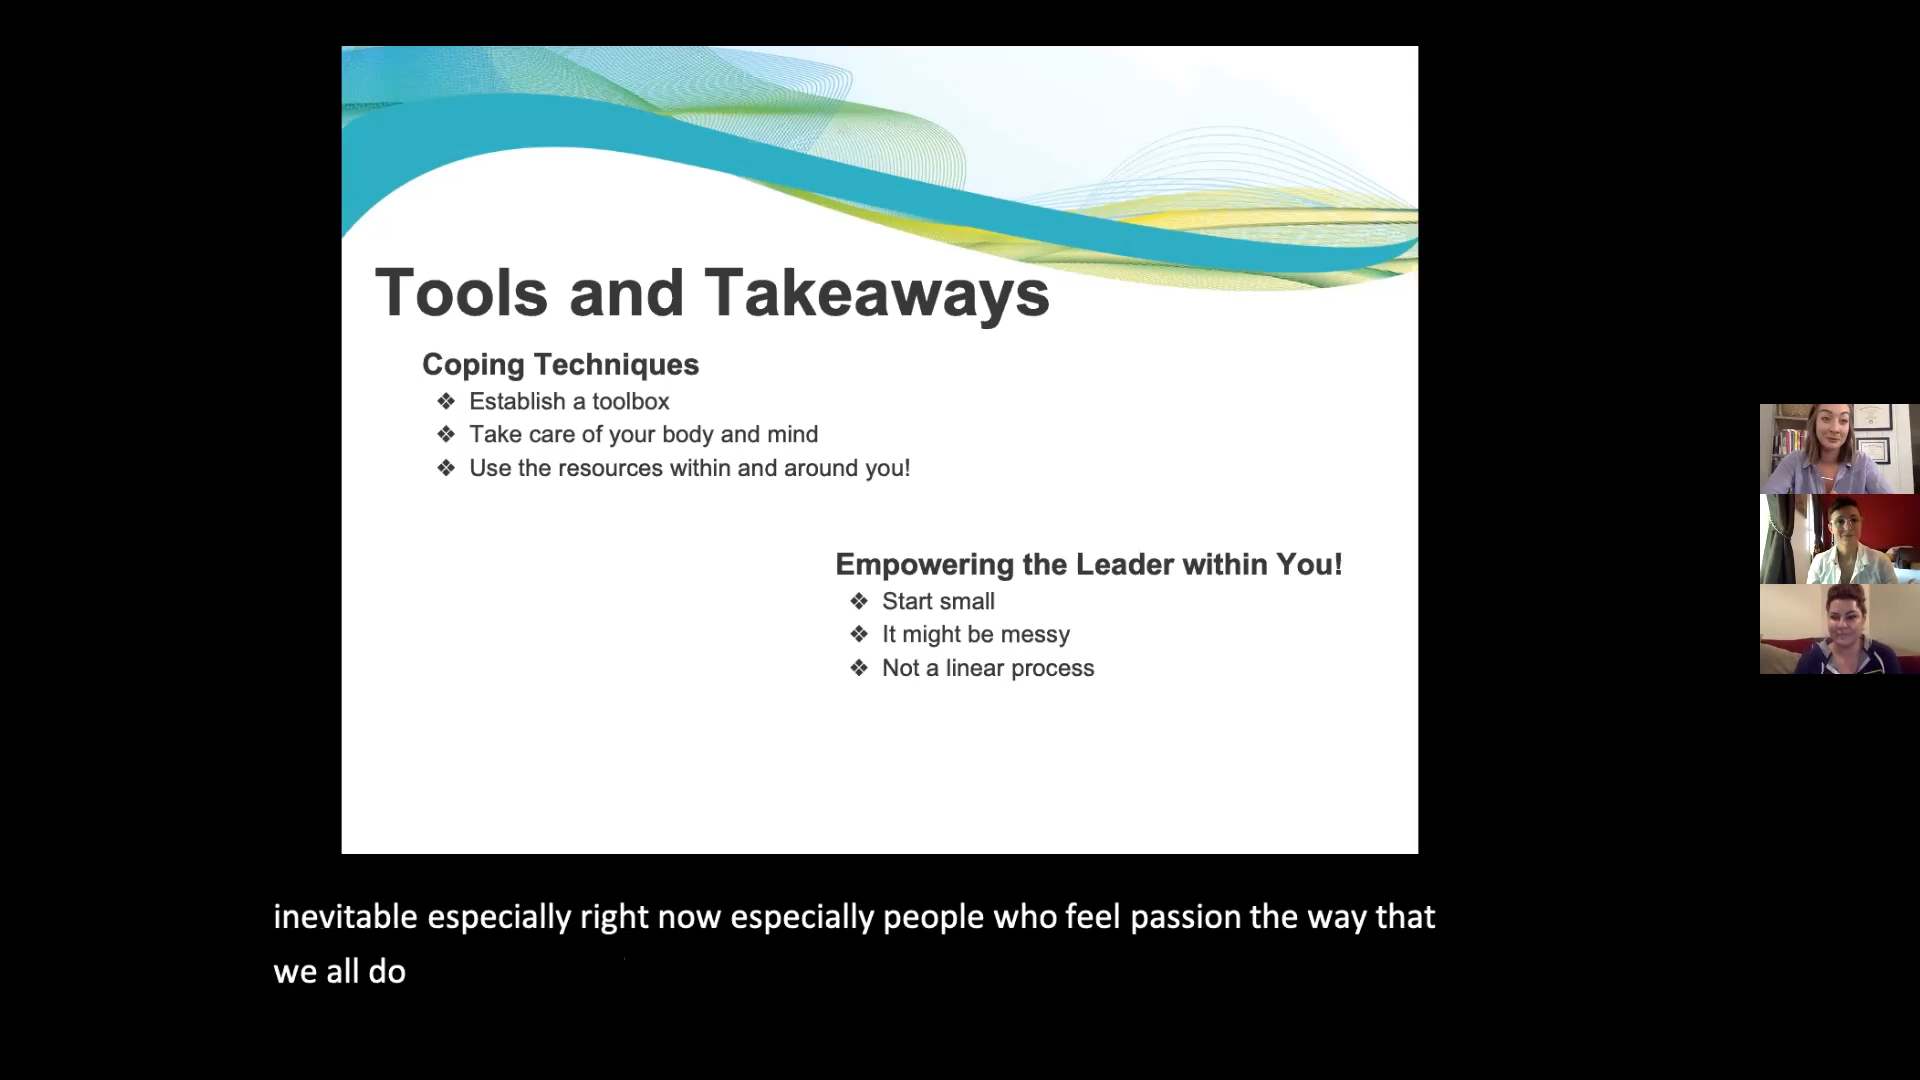 Tools and Takeaways
Coping Techniques
❖ Establish a toolbox
❖ Take care of your body and mind
❖ Use the resources within and around you!
Empowering the Leader within You!
❖ Start small
❖ It might be messy
❖ Not a linear process
inevitable especially right now especially people who feel passion the way that
we all do